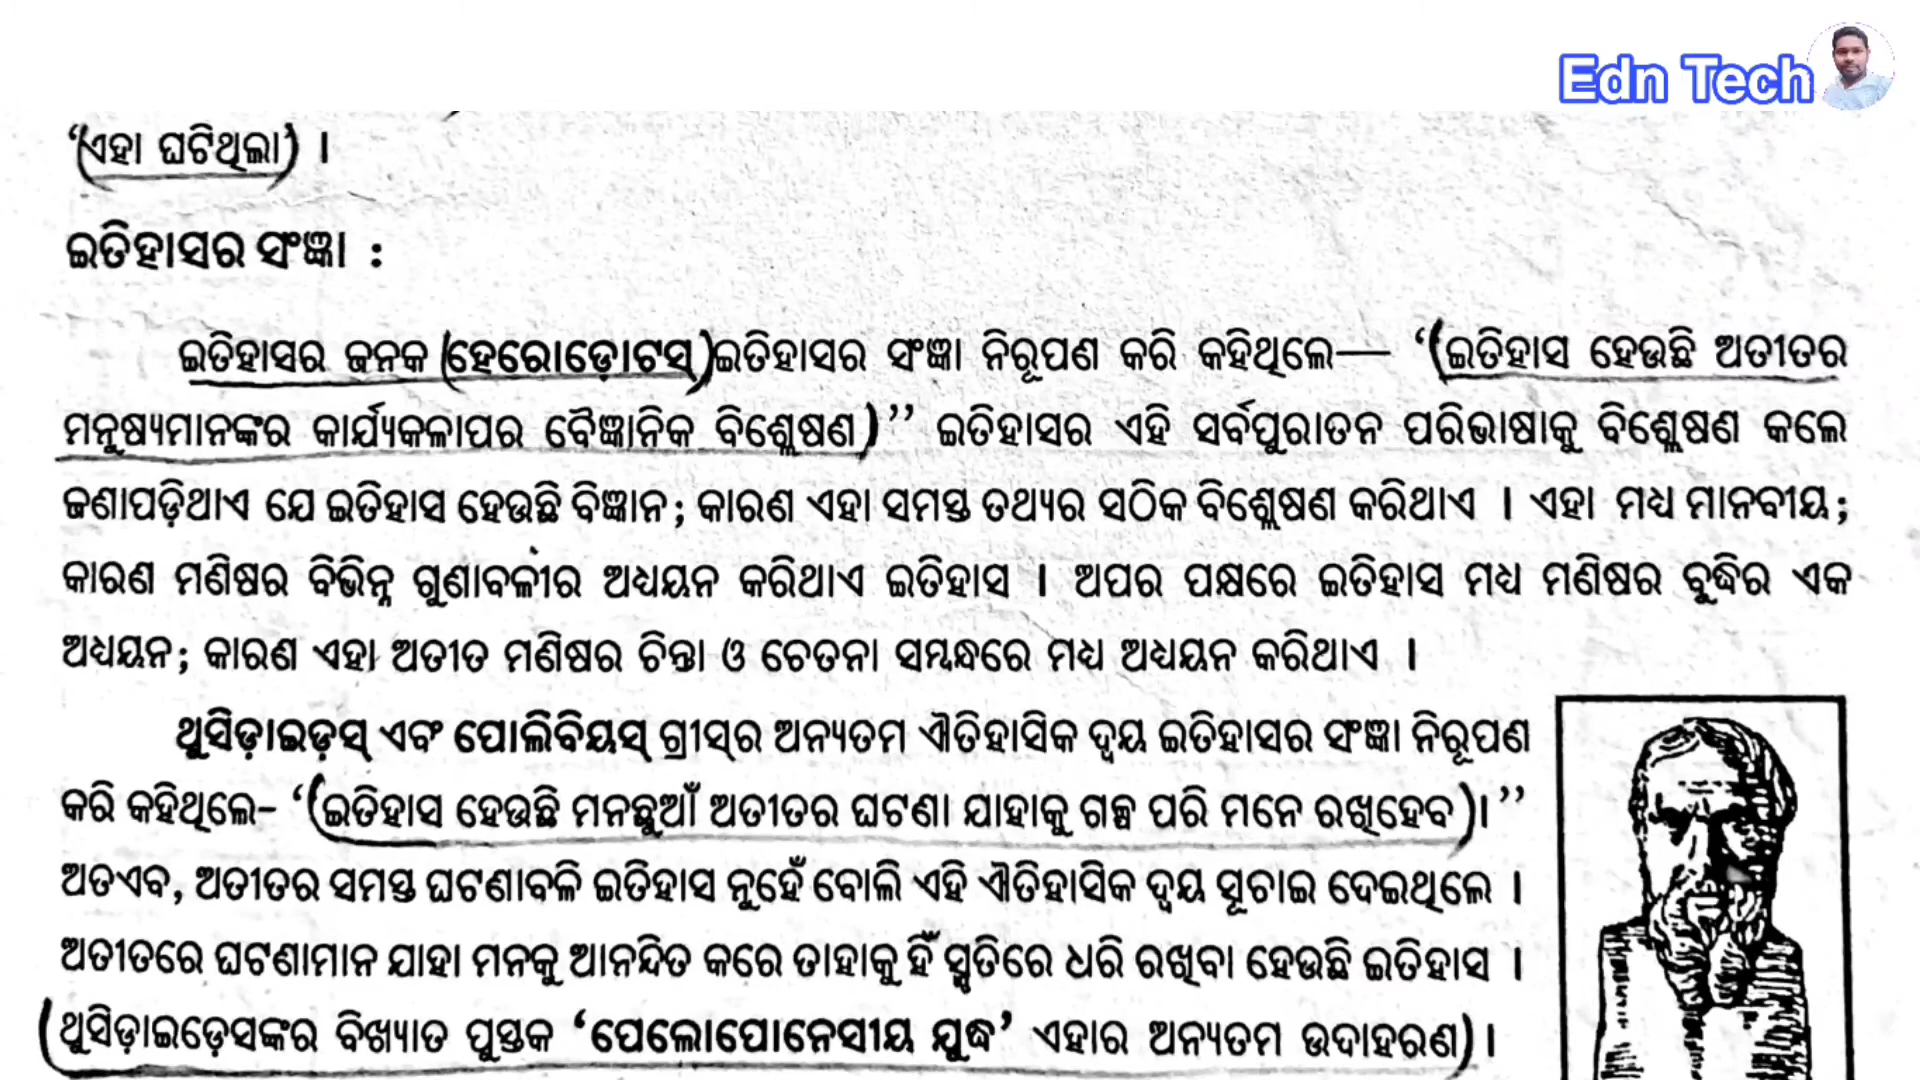 Edn Tech
‘(ଏହା ଘଟିଥିଲା’) ।
ଇତିହାସର ସଂଜ୍ଞା :
ଇତିହାସର ଜନକ (ହେରୋଡ଼ୋଟସ୍) ଇତିହାସର ସଂଜ୍ଞା ନିରୂପଣ କରି କହିଥିଲେ— ‘(ଇତିହାସ ହେଉଛି ଅତୀତର
ମନୁଷ୍ୟମାନଙ୍କର କାର୍ଯ୍ୟକଳାପର ବୈଜ୍ଞାନିକ ବିଶ୍ଳେଷଣ)’’ ଇତିହାସର ଏହି ସର୍ବପୁରାତନ ପରିଭାଷାକୁ ବିଶ୍ଳେଷଣ କଲେ
ଜଣାପଡ଼ିଥାଏ ଯେ ଇତିହାସ ହେଉଛି ବିଜ୍ଞାନ; କାରଣ ଏହା ସମସ୍ତ ତଥ୍ୟର ସଠିକ ବିଶ୍ଳେଷଣ କରିଥାଏ । ଏହା ମଧ୍ୟ ମାନବୀୟ;
କାରଣ ମଣିଷର ବିଭିନ୍ନ ଗୁଣାବଳୀର ଅଧ୍ୟୟନ କରିଥାଏ ଇତିହାସ । ଅପର ପକ୍ଷରେ ଇତିହାସ ମଧ୍ୟ ମଣିଷର ବୁଦ୍ଧିର ଏକ
ଅଧ୍ୟୟନ; କାରଣ ଏହା ଅତୀତ ମଣିଷର ଚିନ୍ତା ଓ ଚେତନା ସମ୍ବନ୍ଧରେ ମଧ୍ୟ ଅଧ୍ୟୟନ କରିଥାଏ ।
ଥୁସିଡ଼ାଇଡ଼ସ୍ ଏବଂ ପୋଲିବିୟସ୍ ଗ୍ରୀସ୍‌ର ଅନ୍ୟତମ ଐତିହାସିକ ଦ୍ୱୟ ଇତିହାସର ସଂଜ୍ଞା ନିରୂପଣ
କରି କହିଥିଲେ- ‘(ଇତିହାସ ହେଉଛି ମନଛୁଆଁ ଅତୀତର ଘଟଣା ଯାହାକୁ ଗଳ୍ପ ପରି ମନେ ରଖିହେବ)।’’
ଅତଏବ, ଅତୀତର ସମସ୍ତ ଘଟଣାବଳି ଇତିହାସ ନୁହେଁ ବୋଲି ଏହି ଐତିହାସିକ ଦ୍ୱୟ ସୂଚାଇ ଦେଇଥିଲେ ।
ଅତୀତରେ ଘଟଣାମାନ ଯାହା ମନକୁ ଆନନ୍ଦିତ କରେ ତାହାକୁ ହିଁ ସ୍ମୃତିରେ ଧରି ରଖିବା ହେଉଛି ଇତିହାସ ।
(ଥୁସିଡ଼ାଇଡ଼େସଙ୍କର ବିଖ୍ୟାତ ପୁସ୍ତକ ‘ପେଲୋପୋନେସୀୟ ଯୁଦ୍ଧ’ ଏହାର ଅନ୍ୟତମ ଉଦାହରଣ)।